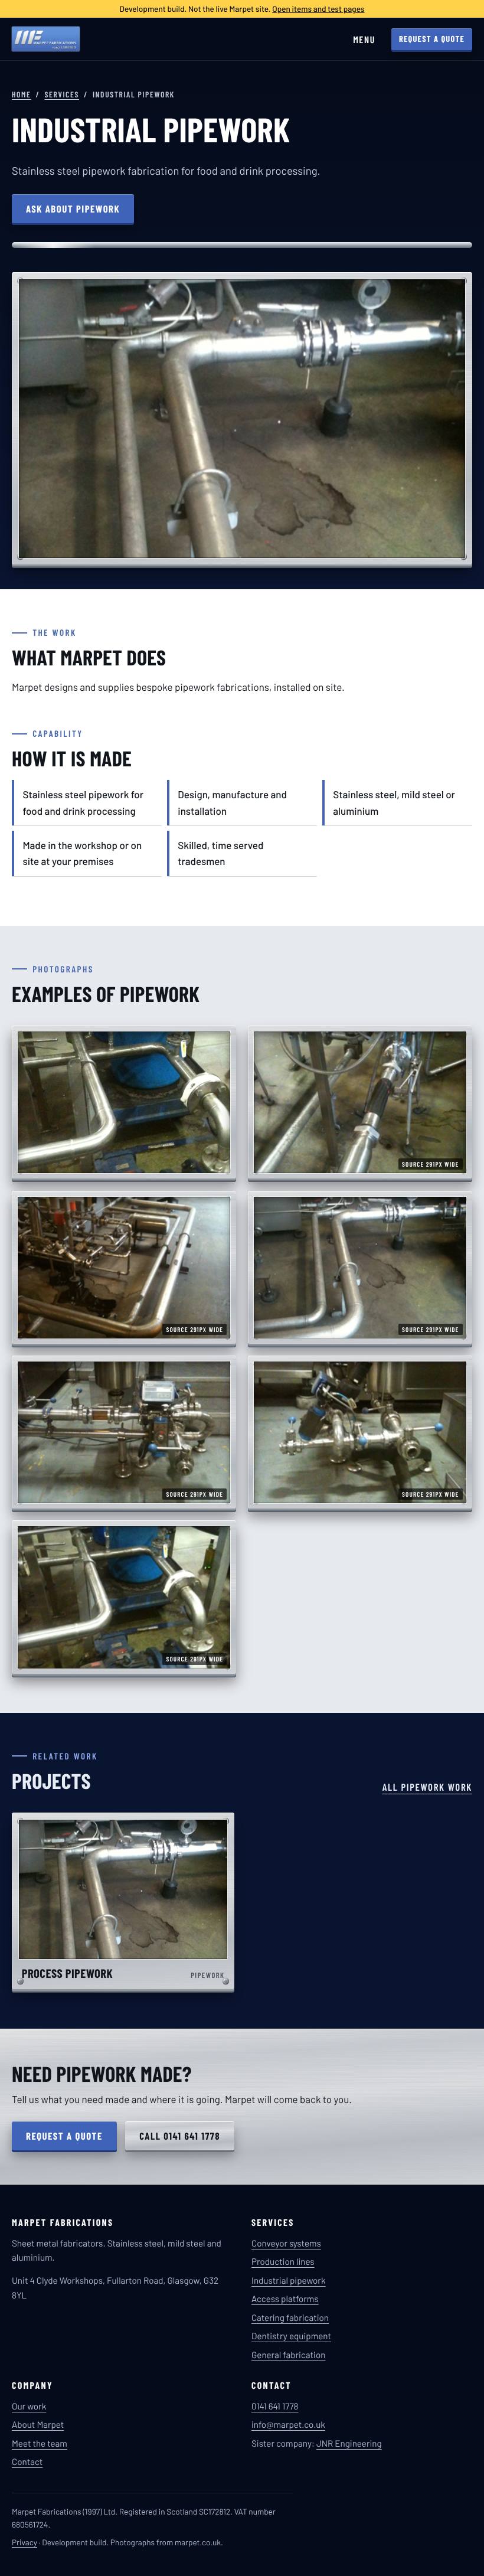 Development build. Not the live Marpet site. Open items and test pages
MF
MARPET FABRICATIONS
MENU
REQUEST A QUOTE
HOME / SERVICES / INDUSTRIAL PIPEWORK
INDUSTRIAL PIPEWORK
Stainless steel pipework fabrication for food and drink processing.
ASK ABOUT PIPEWORK
THE WORK
WHAT MARPET DOES
Marpet designs and supplies bespoke pipework fabrications, installed on site.
CAPABILITY
HOW IT IS MADE
Stainless steel pipework for
food and drink processing
Design, manufacture and
installation
Stainless steel, mild steel or
aluminium
Made in the workshop or on
site at your premises
Skilled, time served
tradesmen
PHOTOGRAPHS
EXAMPLES OF PIPEWORK
SOURCE 291PX WIDE
SOURCE 291PX WIDE
SOURCE 291PX WIDE
SOURCE 291PX WIDE
SOURCE 291PX WIDE
SOURCE 291PX WIDE
RELATED WORK
PROJECTS
ALL PIPEWORK WORK
PROCESS PIPEWORK
PIPEWORK
NEED PIPEWORK MADE?
Tell us what you need made and where it is going. Marpet will come back to you.
REQUEST A QUOTE
CALL 0141 641 1778
MARPET FABRICATIONS
Sheet metal fabricators. Stainless steel, mild steel and
aluminium.
Unit 4 Clyde Workshops, Fullarton Road, Glasgow, G32
8YL
SERVICES
Conveyor systems
Production lines
Industrial pipework
Access platforms
Catering fabrication
Dentistry equipment
General fabrication
COMPANY
Our work
About Marpet
Meet the team
Contact
CONTACT
0141 641 1778
info@marpet.co.uk
Sister company: JNR Engineering
Marpet Fabrications (1997) Ltd. Registered in Scotland SC172812. VAT number
680561724.
Privacy · Development build. Photographs from marpet.co.uk.